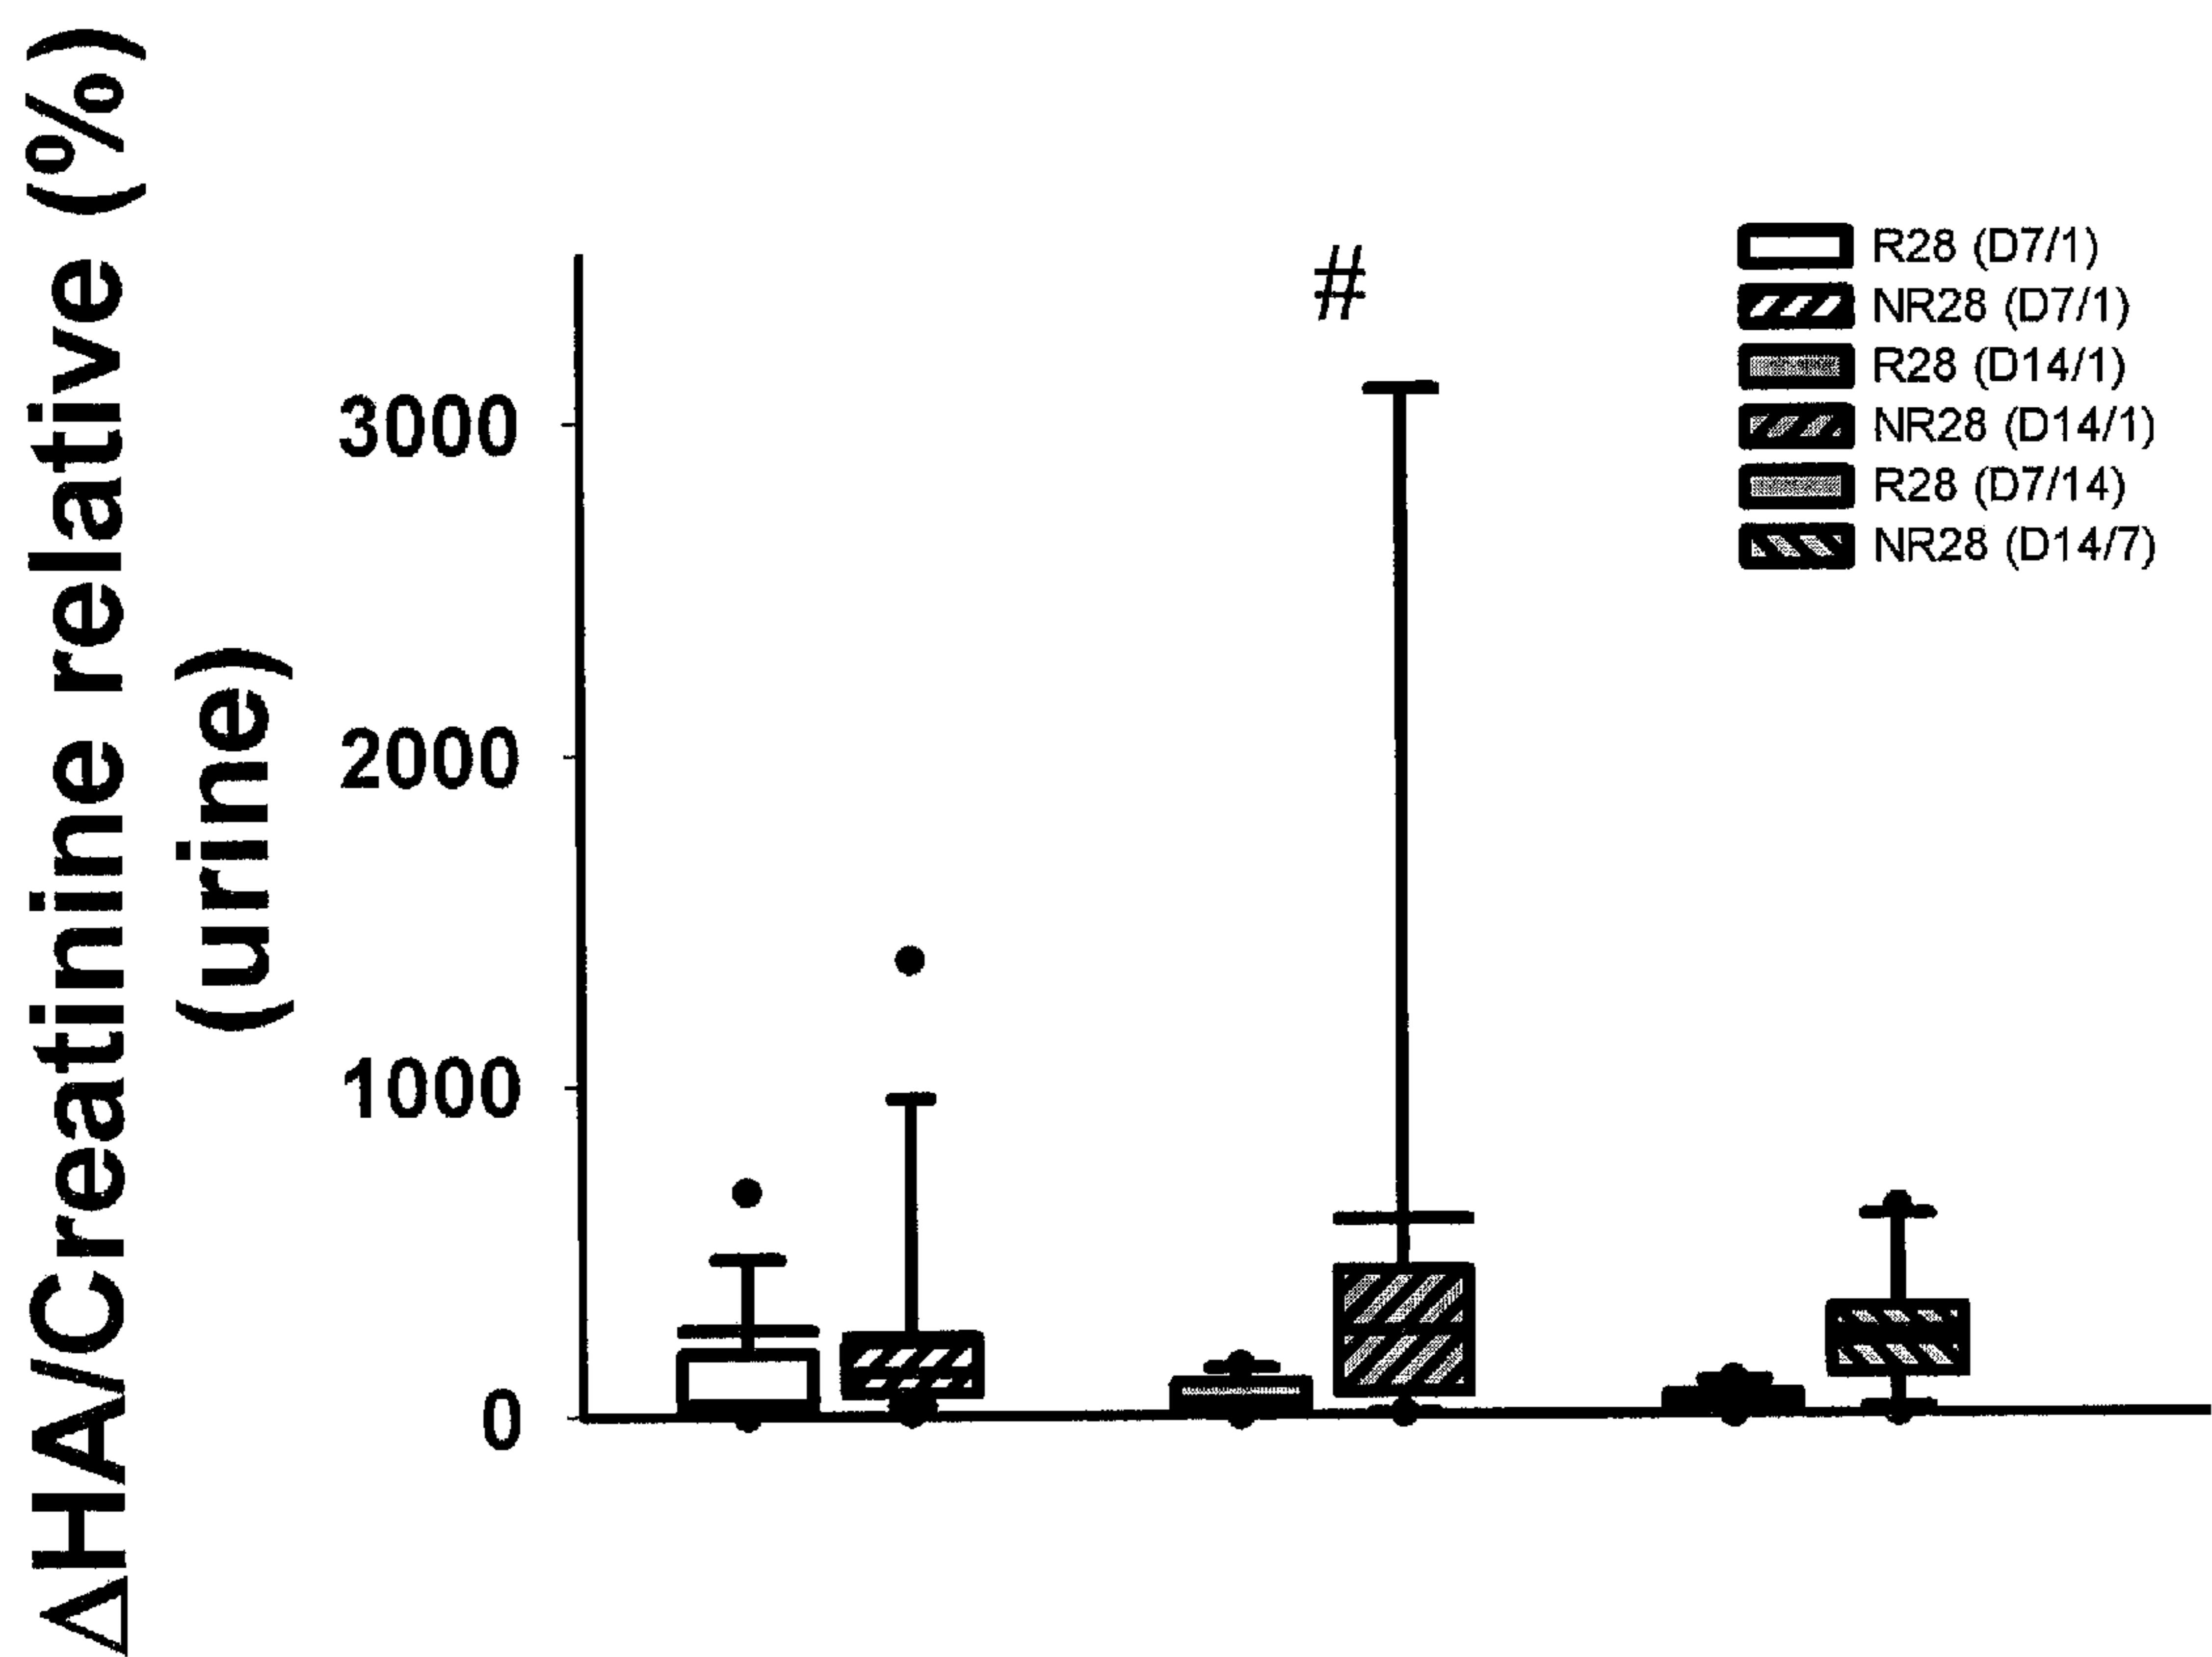 ΔHA/Creatinine relative (%)
(urine)
3000
2000
1000
0
#
R28 (D7/1)
NR28 (D7/1)
R28 (D14/1)
NR28 (D14/1)
R28 (D7/14)
NR28 (D14/7)